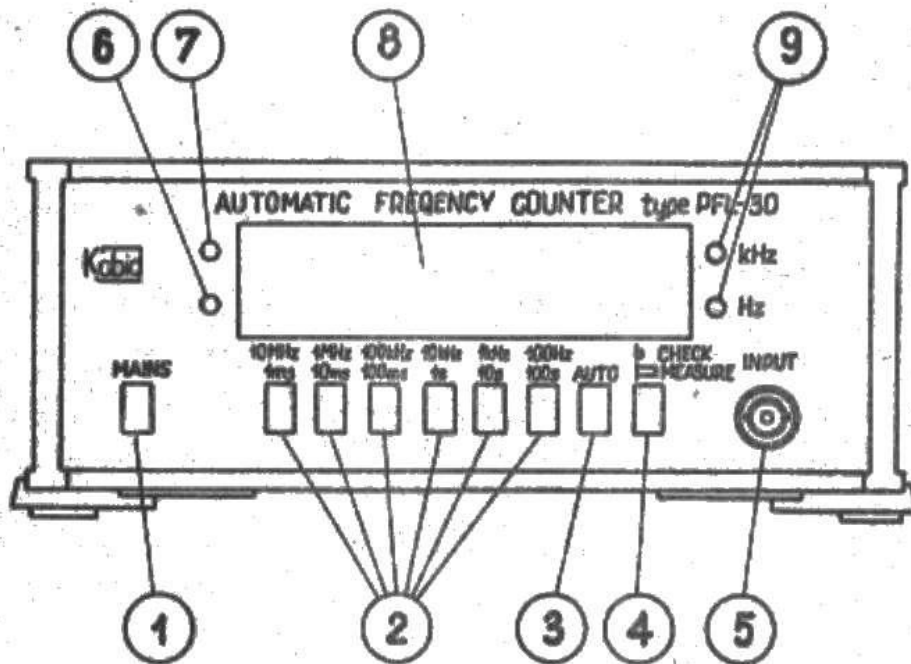 6 7 8 9
AUTOMATIC FREQENCY COUNTER type PFL-30
Kabid
kHz
Hz
10MHz 1MHz 100kHz 10kHz 1kHz 100Hz CHECK
1ms 10ms 100ms 1s 10s 100s AUTO MEASURE
MAINS
INPUT
1 2 3 4 5